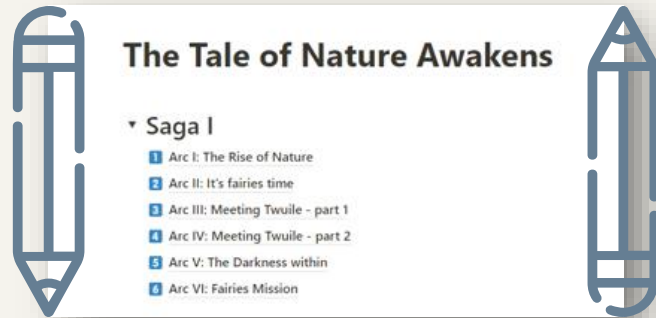 The Tale of Nature Awakens
Saga I
1 Arc I: The Rise of Nature
2 Arc II: It's fairies time
3 Arc III: Meeting Twuile - part 1
4 Arc IV: Meeting Twuile - part 2
5 Arc V: The Darkness within
6 Arc VI: Fairies Mission